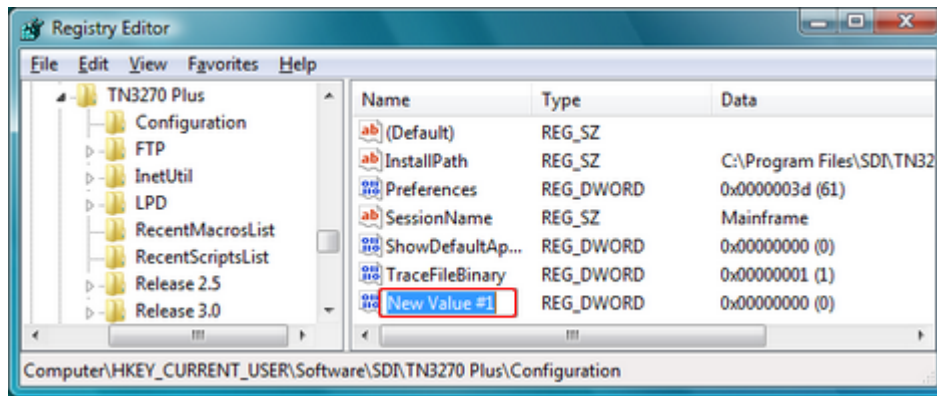 Registry Editor
File Edit View Favorites Help
TN3270 Plus
Configuration
FTP
InetUtil
LPD
RecentMacrosList
RecentScriptsList
Release 2.5
Release 3.0
Name Type Data
(Default) REG_SZ
InstallPath REG_SZ C:\Program Files\SDI\TN32
Preferences REG_DWORD 0x0000003d (61)
SessionName REG_SZ Mainframe
ShowDefaultAp... REG_DWORD 0x00000000 (0)
TraceFileBinary REG_DWORD 0x00000001 (1)
New Value #1 REG_DWORD 0x00000000 (0)
Computer\HKEY_CURRENT_USER\Software\SDI\TN3270 Plus\Configuration